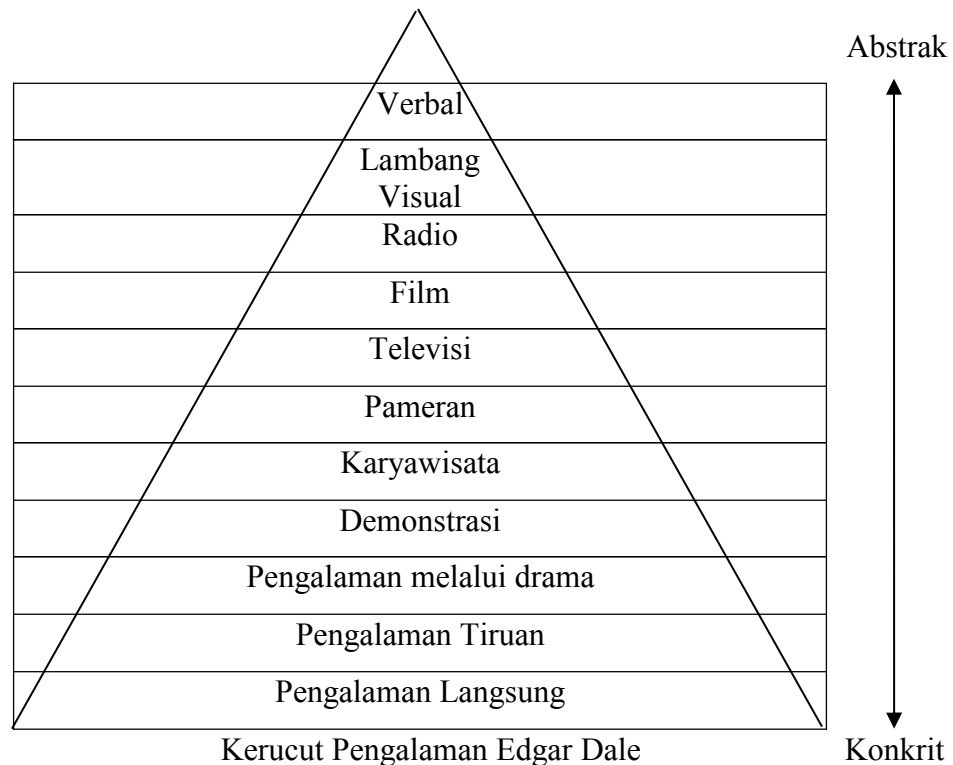 Abstrak
Verbal
Lambang
Visual
Radio
Film
Televisi
Pameran
Karyawisata
Demonstrasi
Pengalaman melalui drama
Pengalaman Tiruan
Pengalaman Langsung
Kerucut Pengalaman Edgar Dale
Konkrit